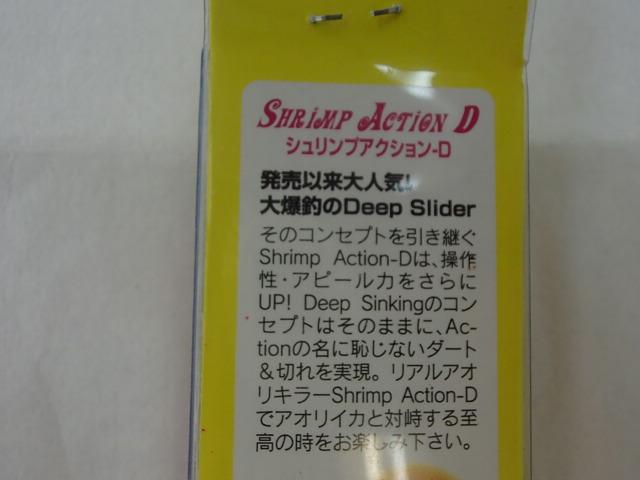 SHRIMP ACTION D
シュリンプアクション-D
発売以来大人気!
大爆釣のDeep Slider
そのコンセプトを引き継ぐ
Shrimp Action-Dは、操作
性・アピール力をさらに
UP! Deep Sinkingのコン
セプトはそのままに、Ac-
tionの名に恥じないダート
&切れを実現。リアルアオ
リキラーShrimp Action-D
でアオリイカと対峙する至
高の時をお楽しみ下さい。